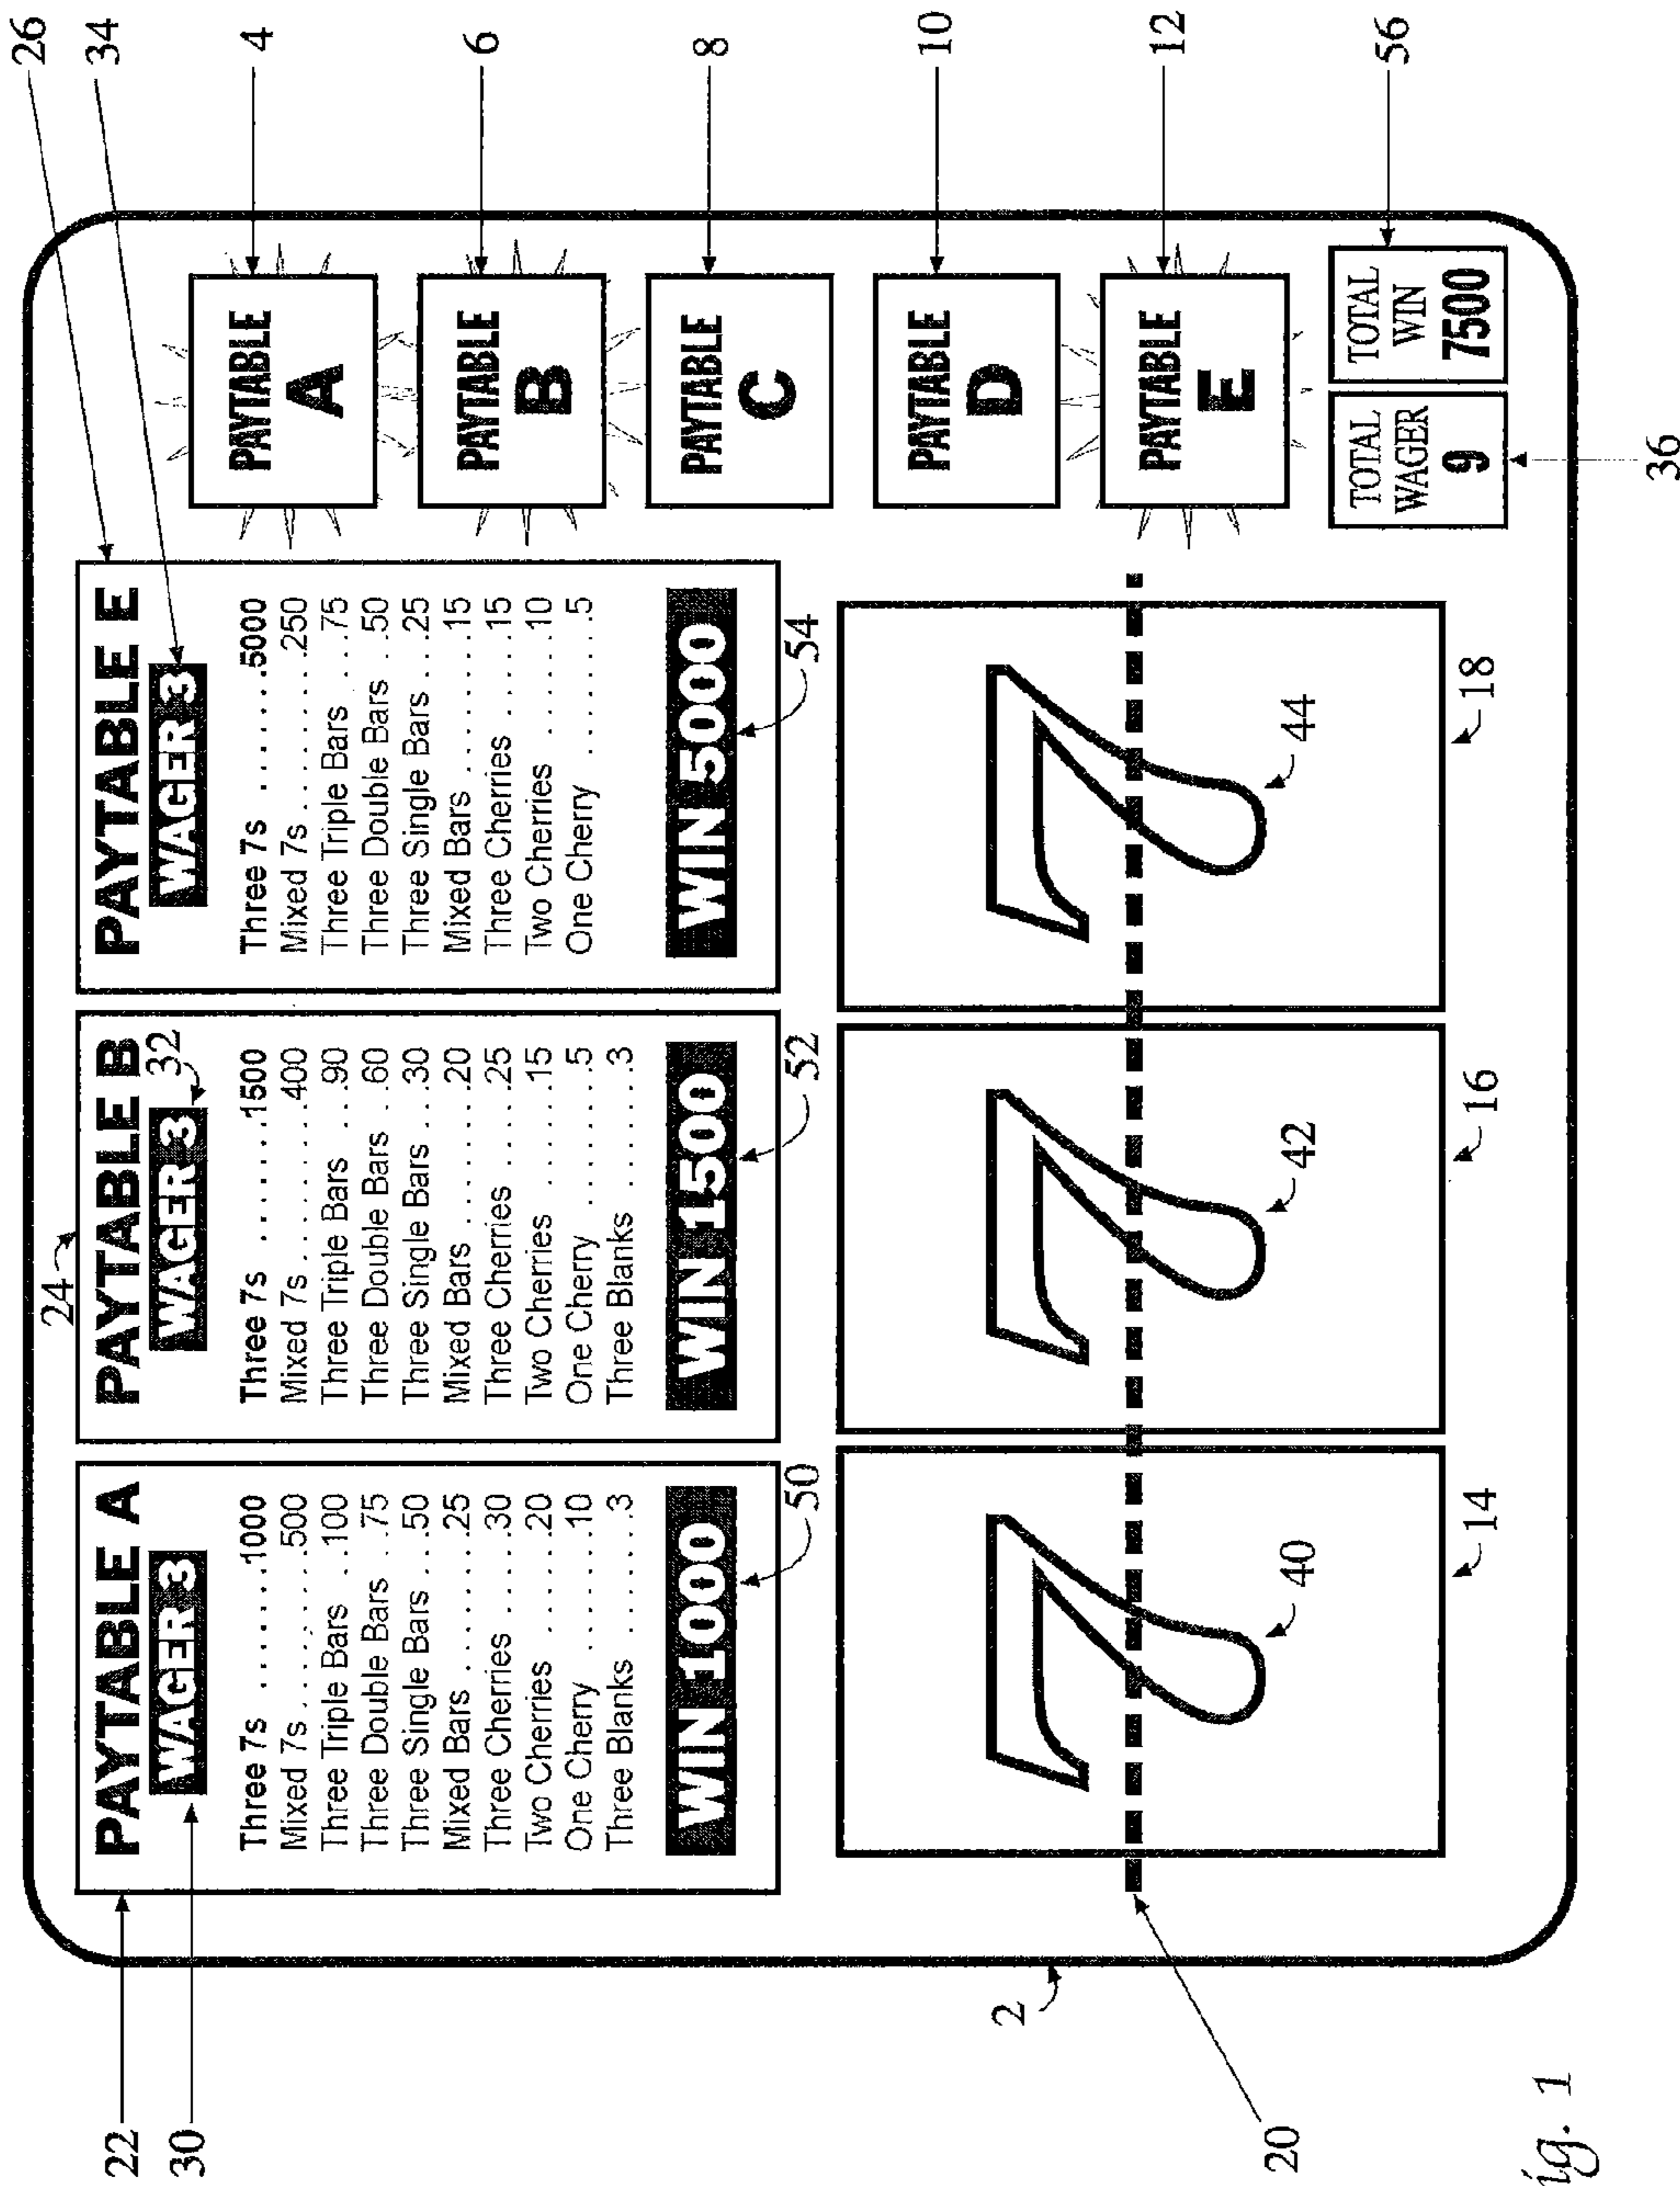 26
34
24
PAYTABLE A
WAGER 3
Three 7s .......1000
Mixed 7s..........500
Three Triple Bars ..100
Three Double Bars ..75
Three Single Bars ...50
Mixed Bars.........25
Three Cherries .....30
Two Cherries .......20
One Cherry ........10
Three Blanks .......3
WIN 1000
50
PAYTABLE B
WAGER 3
32
Three 7s .......1500
Mixed 7s..........400
Three Triple Bars ...90
Three Double Bars ..60
Three Single Bars ...30
Mixed Bars.........20
Three Cherries .....25
Two Cherries .......15
One Cherry .........5
Three Blanks .......3
WIN 1500
52
PAYTABLE E
WAGER 3
Three 7s .......5000
Mixed 7s..........250
Three Triple Bars ...75
Three Double Bars ..50
Three Single Bars ...25
Mixed Bars.........15
Three Cherries .....15
Two Cherries .......10
One Cherry .........5
WIN 5000
54
PAYTABLE
A
4
PAYTABLE
B
6
PAYTABLE
C
8
PAYTABLE
D
10
PAYTABLE
E
12
22
30
7 7 7
40
42
44
14
16
18
20
2
TOTAL
WAGER
9
36
TOTAL
WIN
7500
56
ig. 1